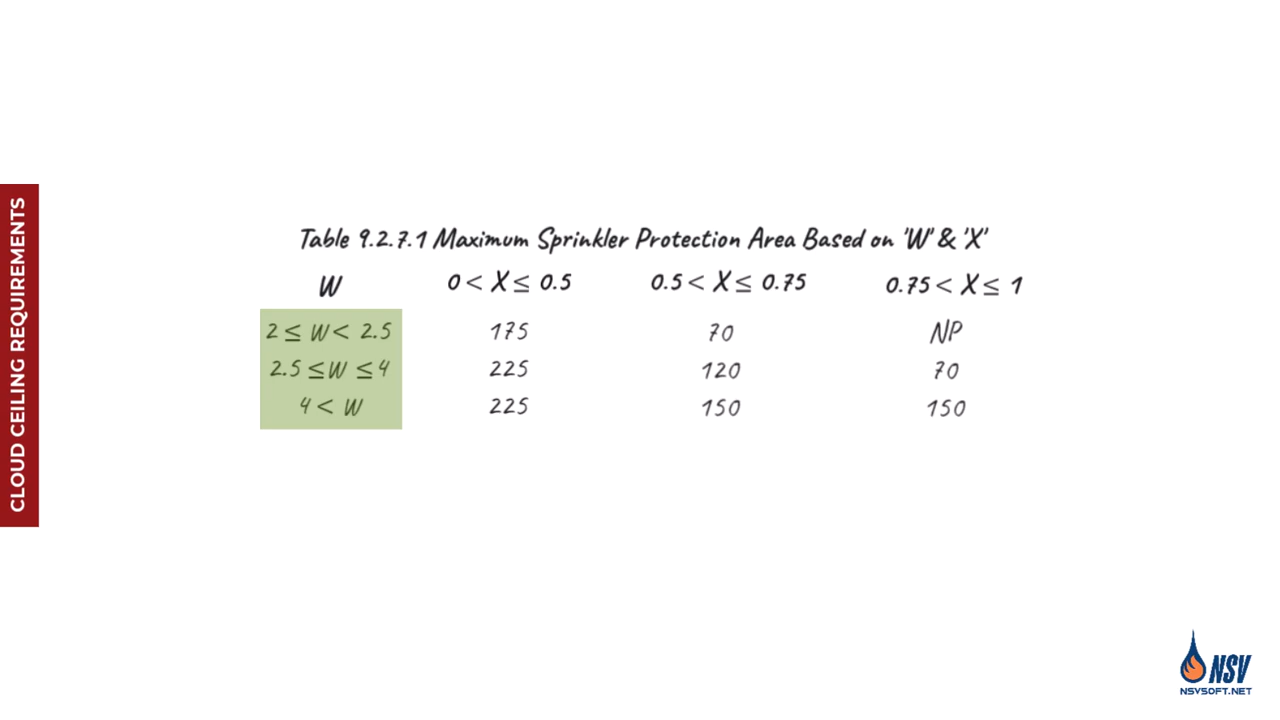 CLOUD CEILING REQUIREMENTS
Table 9.2.7.1 Maximum Sprinkler Protection Area Based on 'W' & 'X'
W 0 < X ≤ 0.5 0.5 < X ≤ 0.75 0.75 < X ≤ 1
2 ≤ W < 2.5 175 70 NP
2.5 ≤ W ≤ 4 225 120 70
4 < W 225 150 150
NSV
NSVSOFT.NET